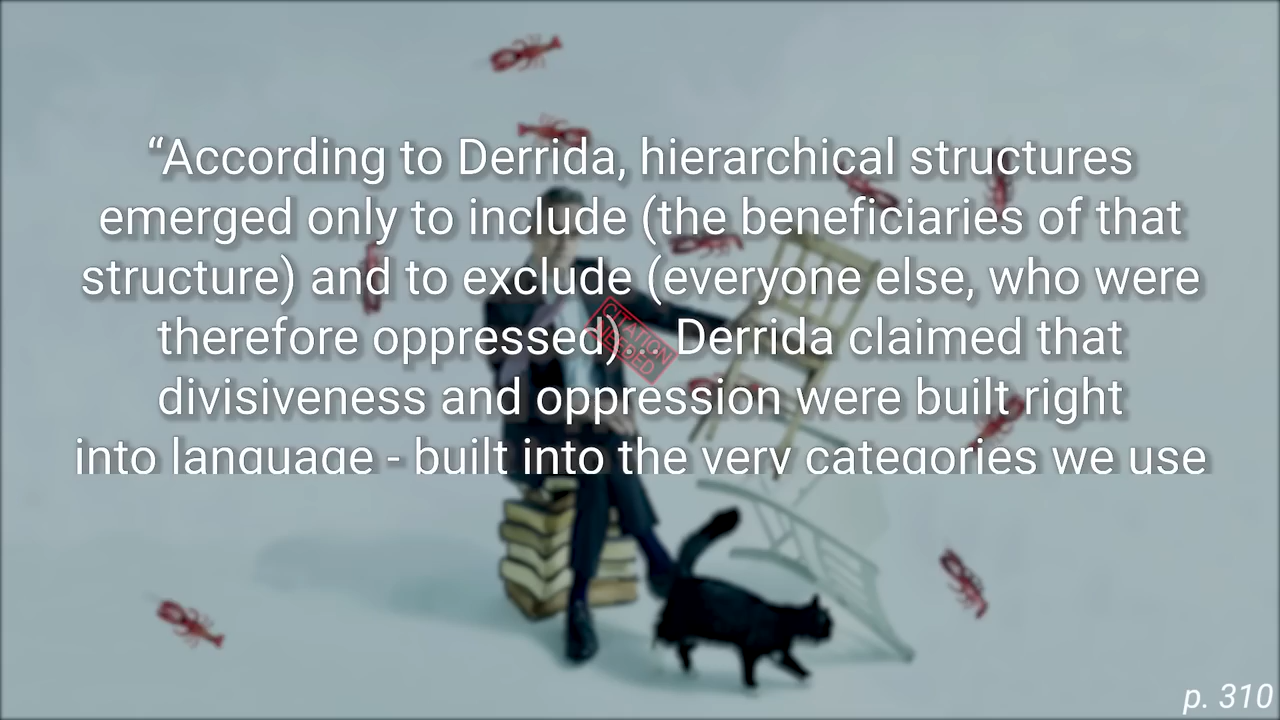 “According to Derrida, hierarchical structures
emerged only to include (the beneficiaries of that
structure) and to exclude (everyone else, who were
therefore oppressed)... Derrida claimed that
divisiveness and oppression were built right
into language - built into the very categories we use
CITATION
NEEDED
p. 310